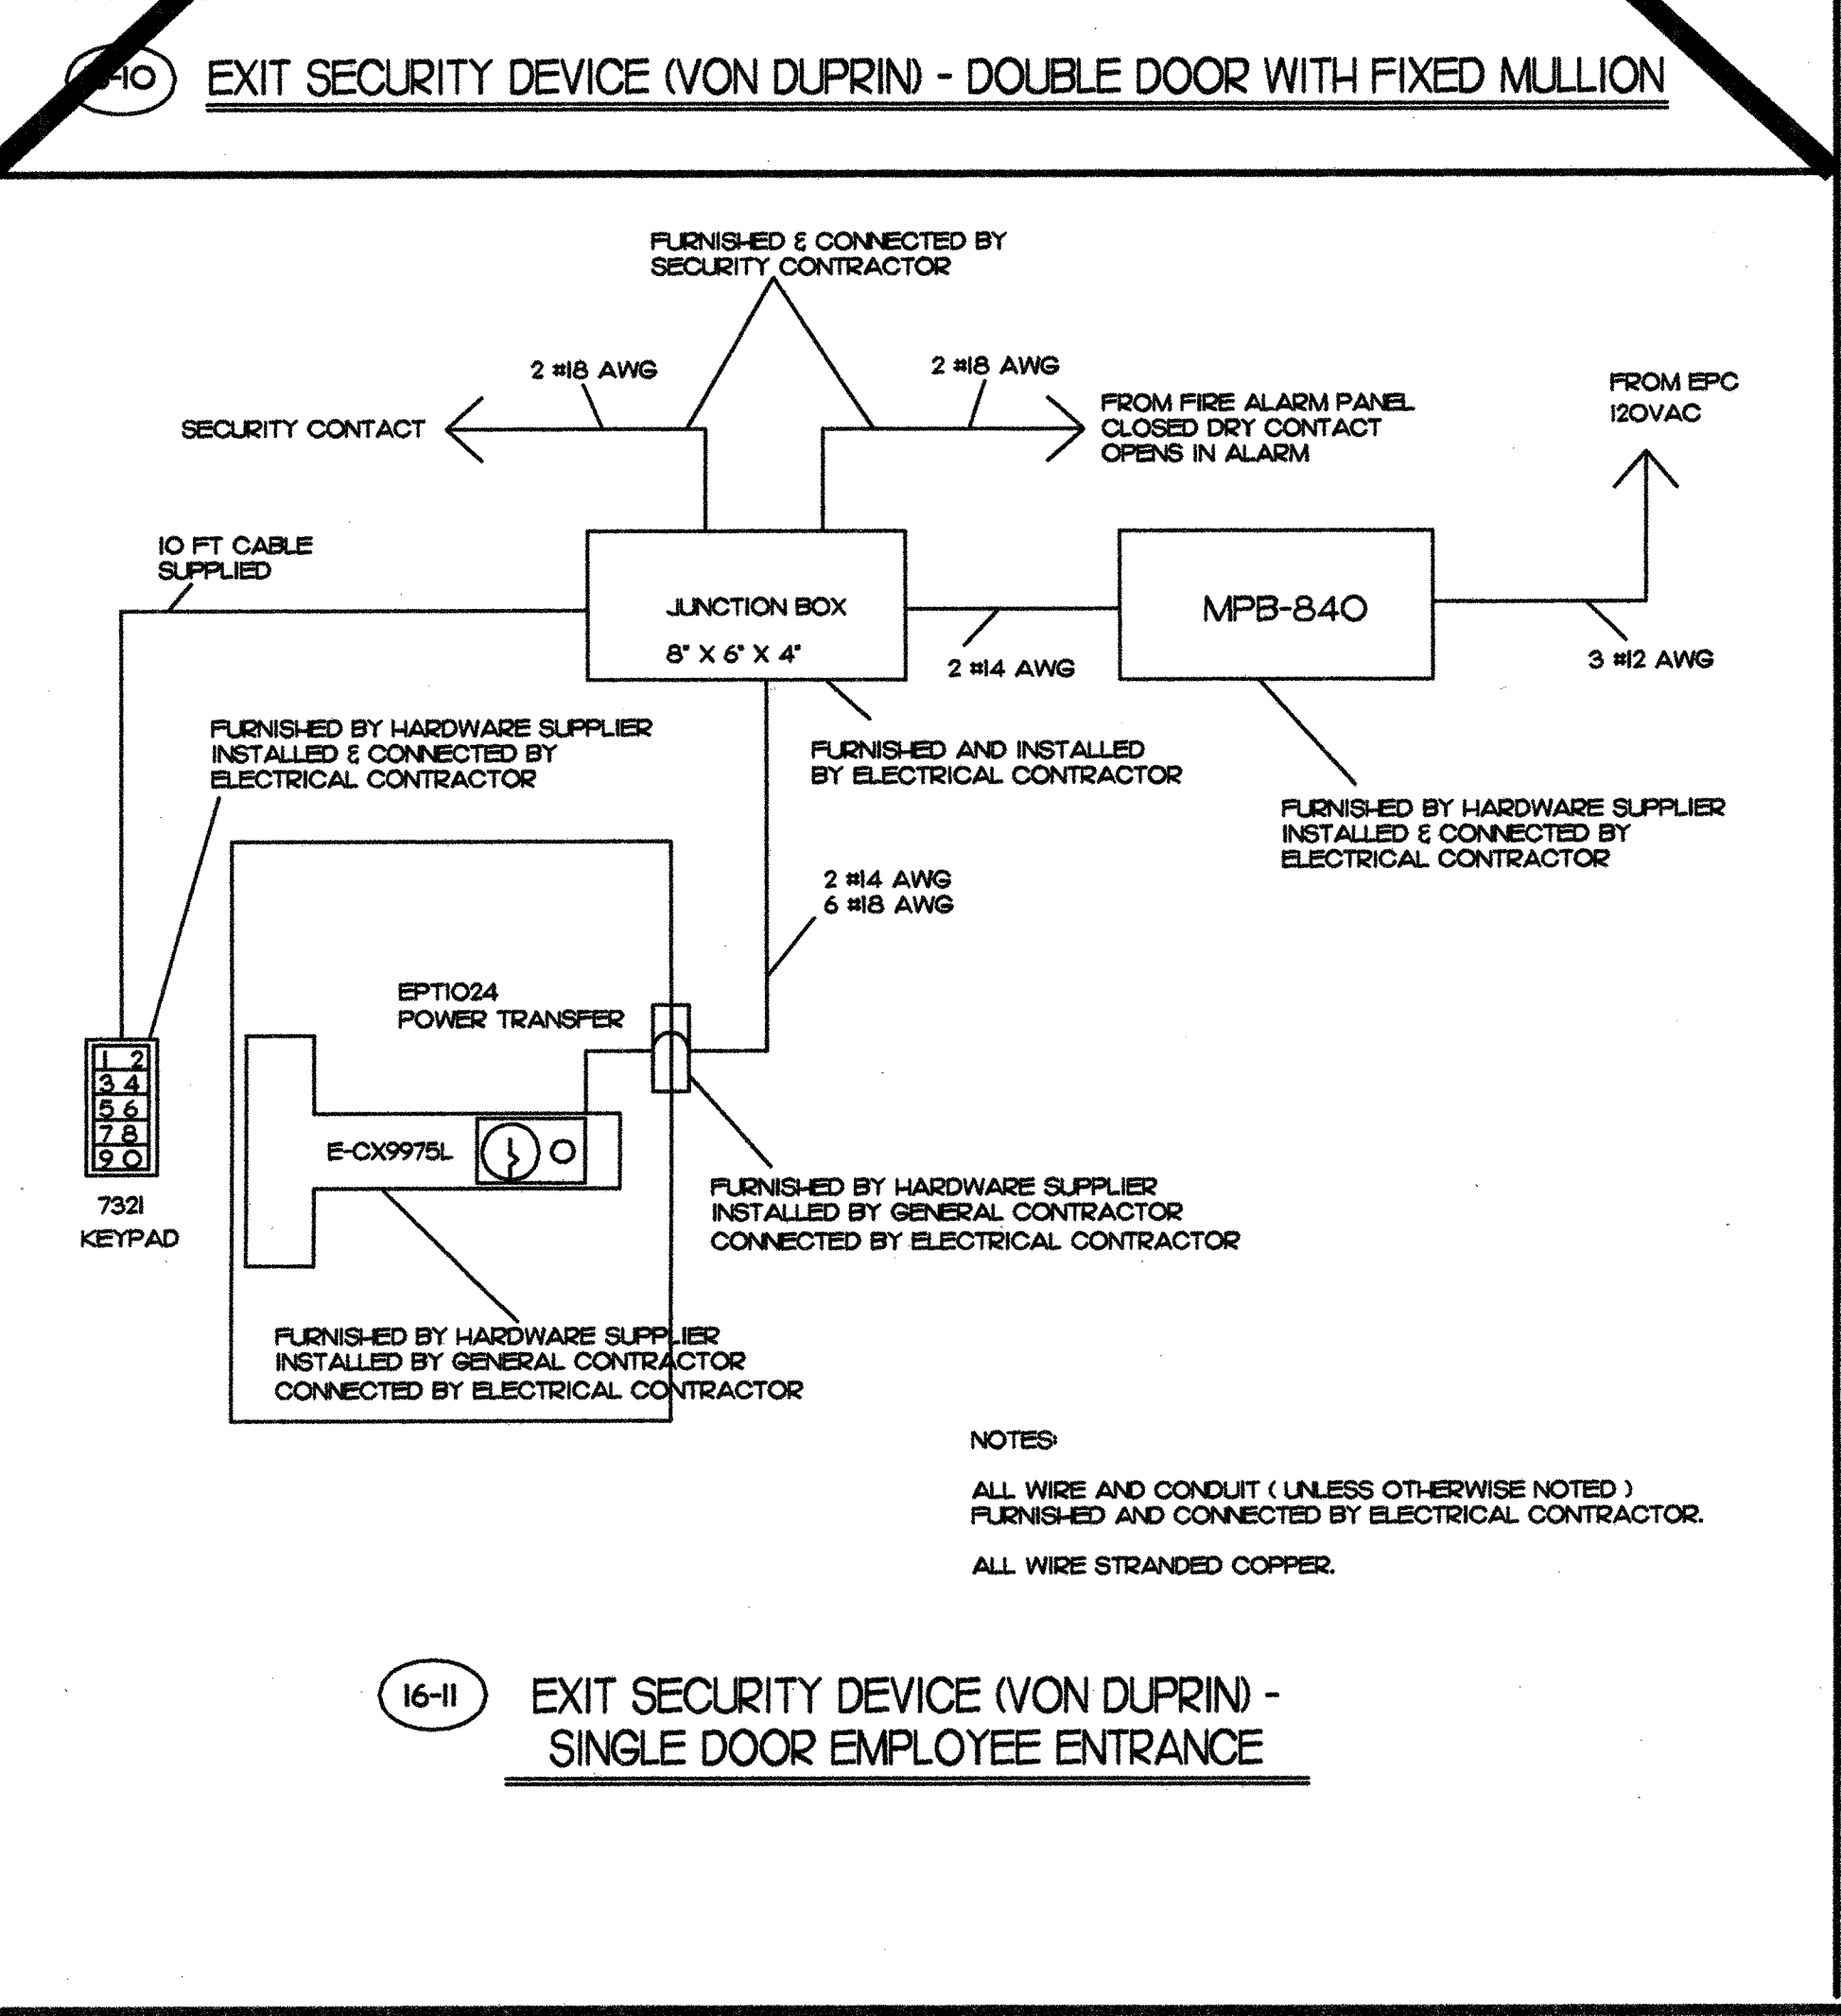 -10 EXIT SECURITY DEVICE (VON DUPRIN) - DOUBLE DOOR WITH FIXED MULLION
FURNISHED & CONNECTED BY
SECURITY CONTRACTOR
2 #18 AWG
2 #18 AWG
SECURITY CONTACT
FROM FIRE ALARM PANEL
CLOSED DRY CONTACT
OPENS IN ALARM
FROM EPC
120VAC
10 FT CABLE
SUPPLIED
JUNCTION BOX
8" X 6" X 4"
2 #14 AWG
MPB-840
3 #12 AWG
FURNISHED BY HARDWARE SUPPLIER
INSTALLED & CONNECTED BY
ELECTRICAL CONTRACTOR
FURNISHED AND INSTALLED
BY ELECTRICAL CONTRACTOR
FURNISHED BY HARDWARE SUPPLIER
INSTALLED & CONNECTED BY
ELECTRICAL CONTRACTOR
2 #14 AWG
6 #18 AWG
EPT1024
POWER TRANSFER
1 2
3 4
5 6
7 8
9 0
7321
KEYPAD
E-CX9975L
FURNISHED BY HARDWARE SUPPLIER
INSTALLED BY GENERAL CONTRACTOR
CONNECTED BY ELECTRICAL CONTRACTOR
FURNISHED BY HARDWARE SUPPLIER
INSTALLED BY GENERAL CONTRACTOR
CONNECTED BY ELECTRICAL CONTRACTOR
NOTES:
ALL WIRE AND CONDUIT ( UNLESS OTHERWISE NOTED )
FURNISHED AND CONNECTED BY ELECTRICAL CONTRACTOR.
ALL WIRE STRANDED COPPER.
16-11 EXIT SECURITY DEVICE (VON DUPRIN) -
SINGLE DOOR EMPLOYEE ENTRANCE